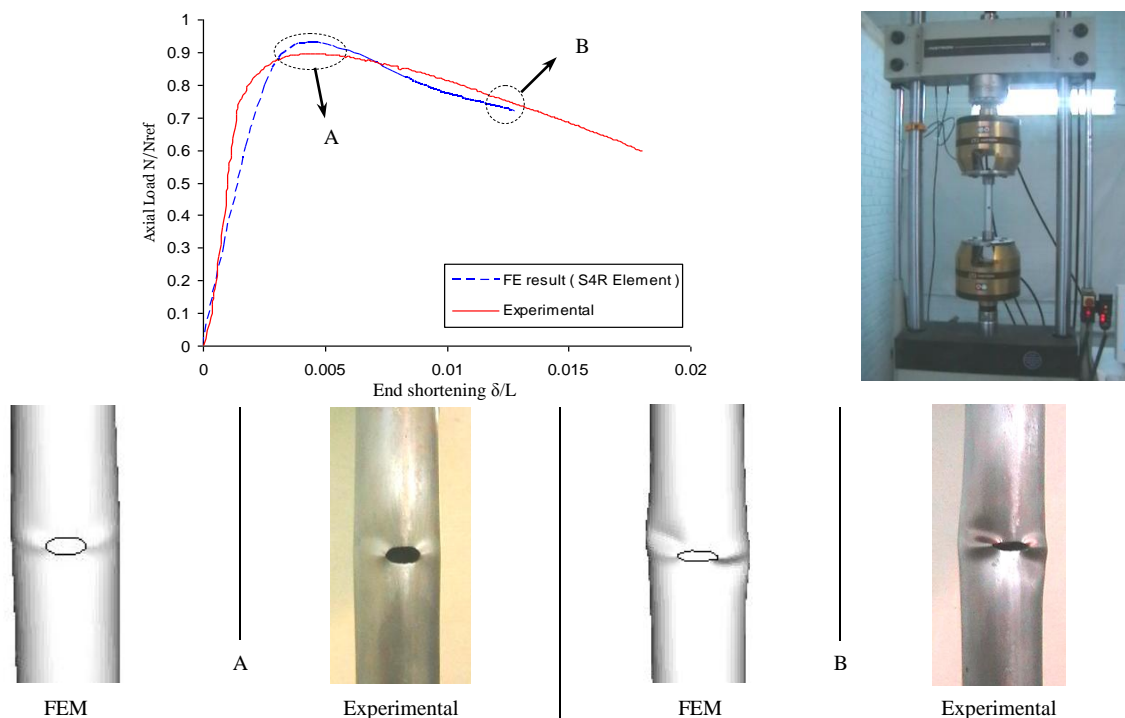 1
0.9
0.8
0.7
0.6
0.5
0.4
0.3
0.2
0.1
0
Axial Load N/Nref
A
B
FE result ( S4R Element )
Experimental
0 0.005 0.01 0.015 0.02
End shortening δ/L
A
B
FEM
Experimental
FEM
Experimental